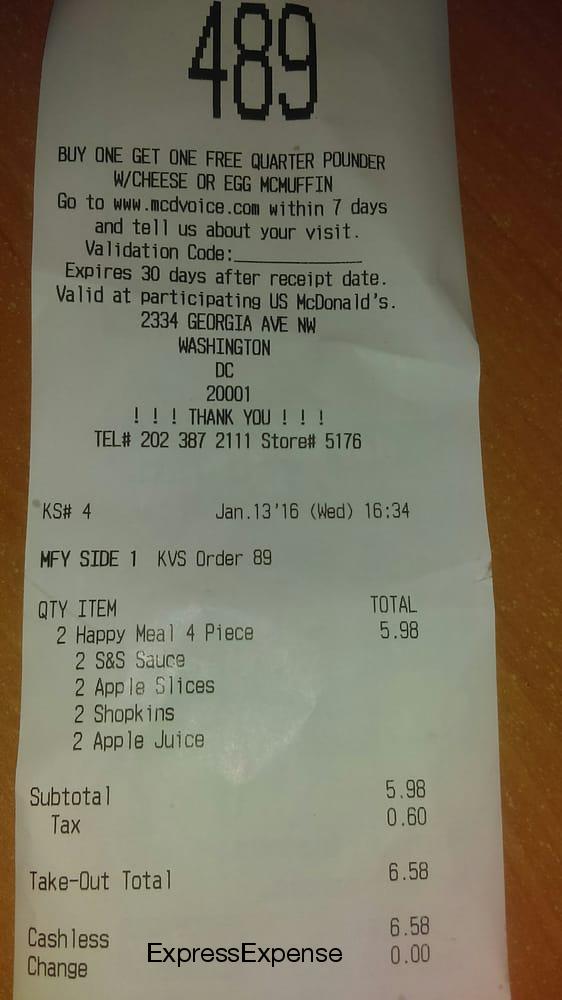 489
BUY ONE GET ONE FREE QUARTER POUNDER
W/CHEESE OR EGG MCMUFFIN
Go to www.mcdvoice.com within 7 days
and tell us about your visit.
Validation Code:______________
Expires 30 days after receipt date.
Valid at participating US McDonald's.
2334 GEORGIA AVE NW
WASHINGTON
DC
20001
! ! ! THANK YOU ! ! !
TEL# 202 387 2111 Store# 5176
KS# 4 Jan.13'16 (Wed) 16:34
MFY SIDE 1 KVS Order 89
QTY ITEM TOTAL
2 Happy Meal 4 Piece 5.98
2 S&S Sauce
2 Apple Slices
2 Shopkins
2 Apple Juice
Subtotal 5.98
Tax 0.60
Take-Out Total 6.58
Cashless 6.58
Change 0.00
ExpressExpense